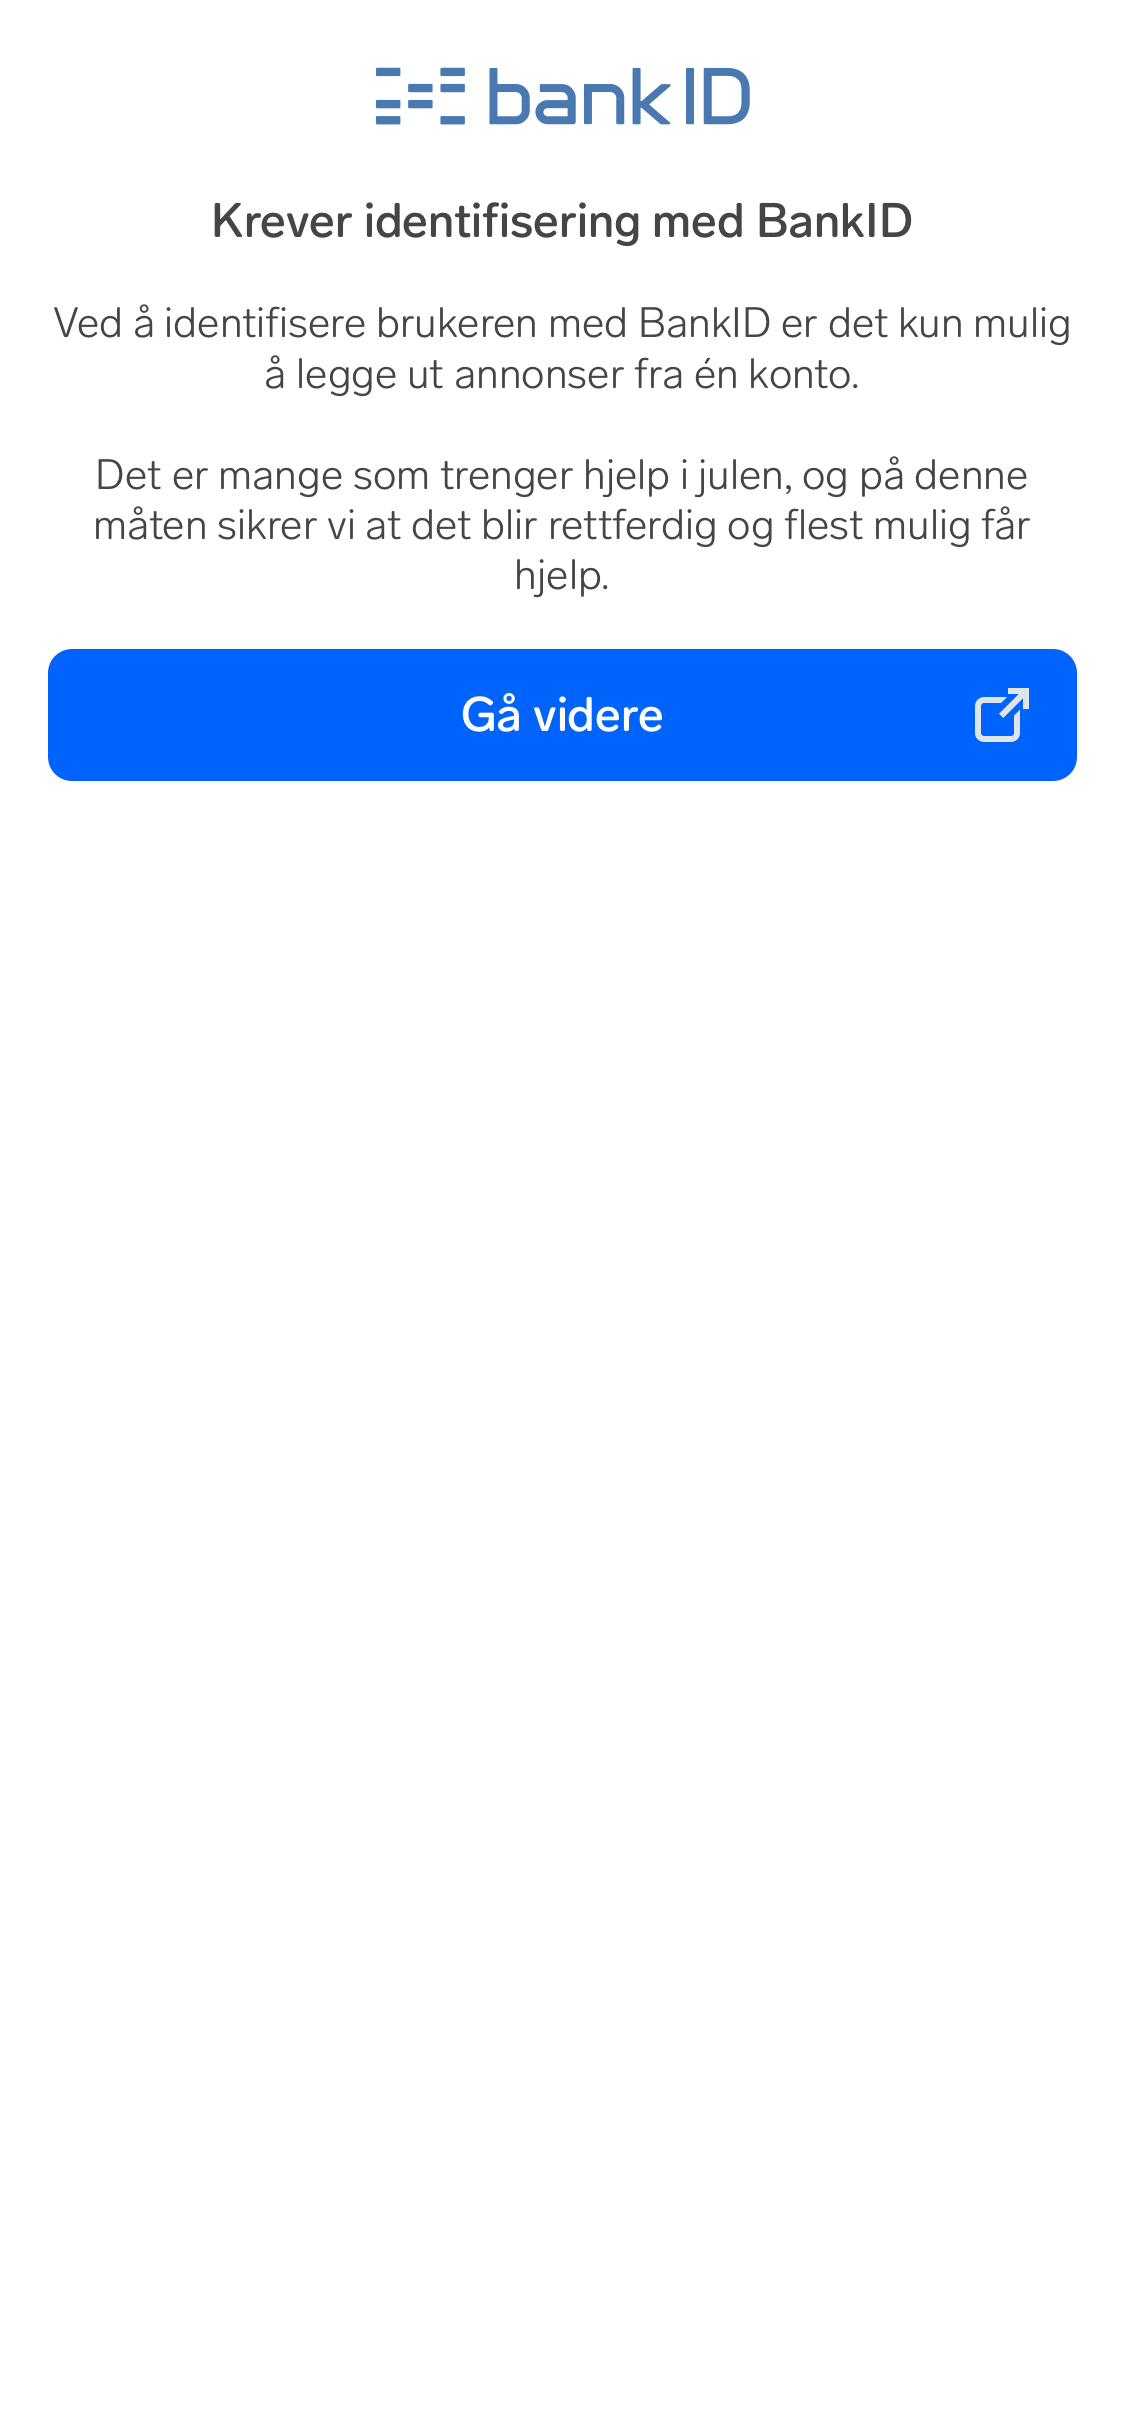 bankID
Krever identifisering med BankID
Ved å identifisere brukeren med BankID er det kun mulig
å legge ut annonser fra én konto.
Det er mange som trenger hjelp i julen, og på denne
måten sikrer vi at det blir rettferdig og flest mulig får
hjelp.
Gå videre